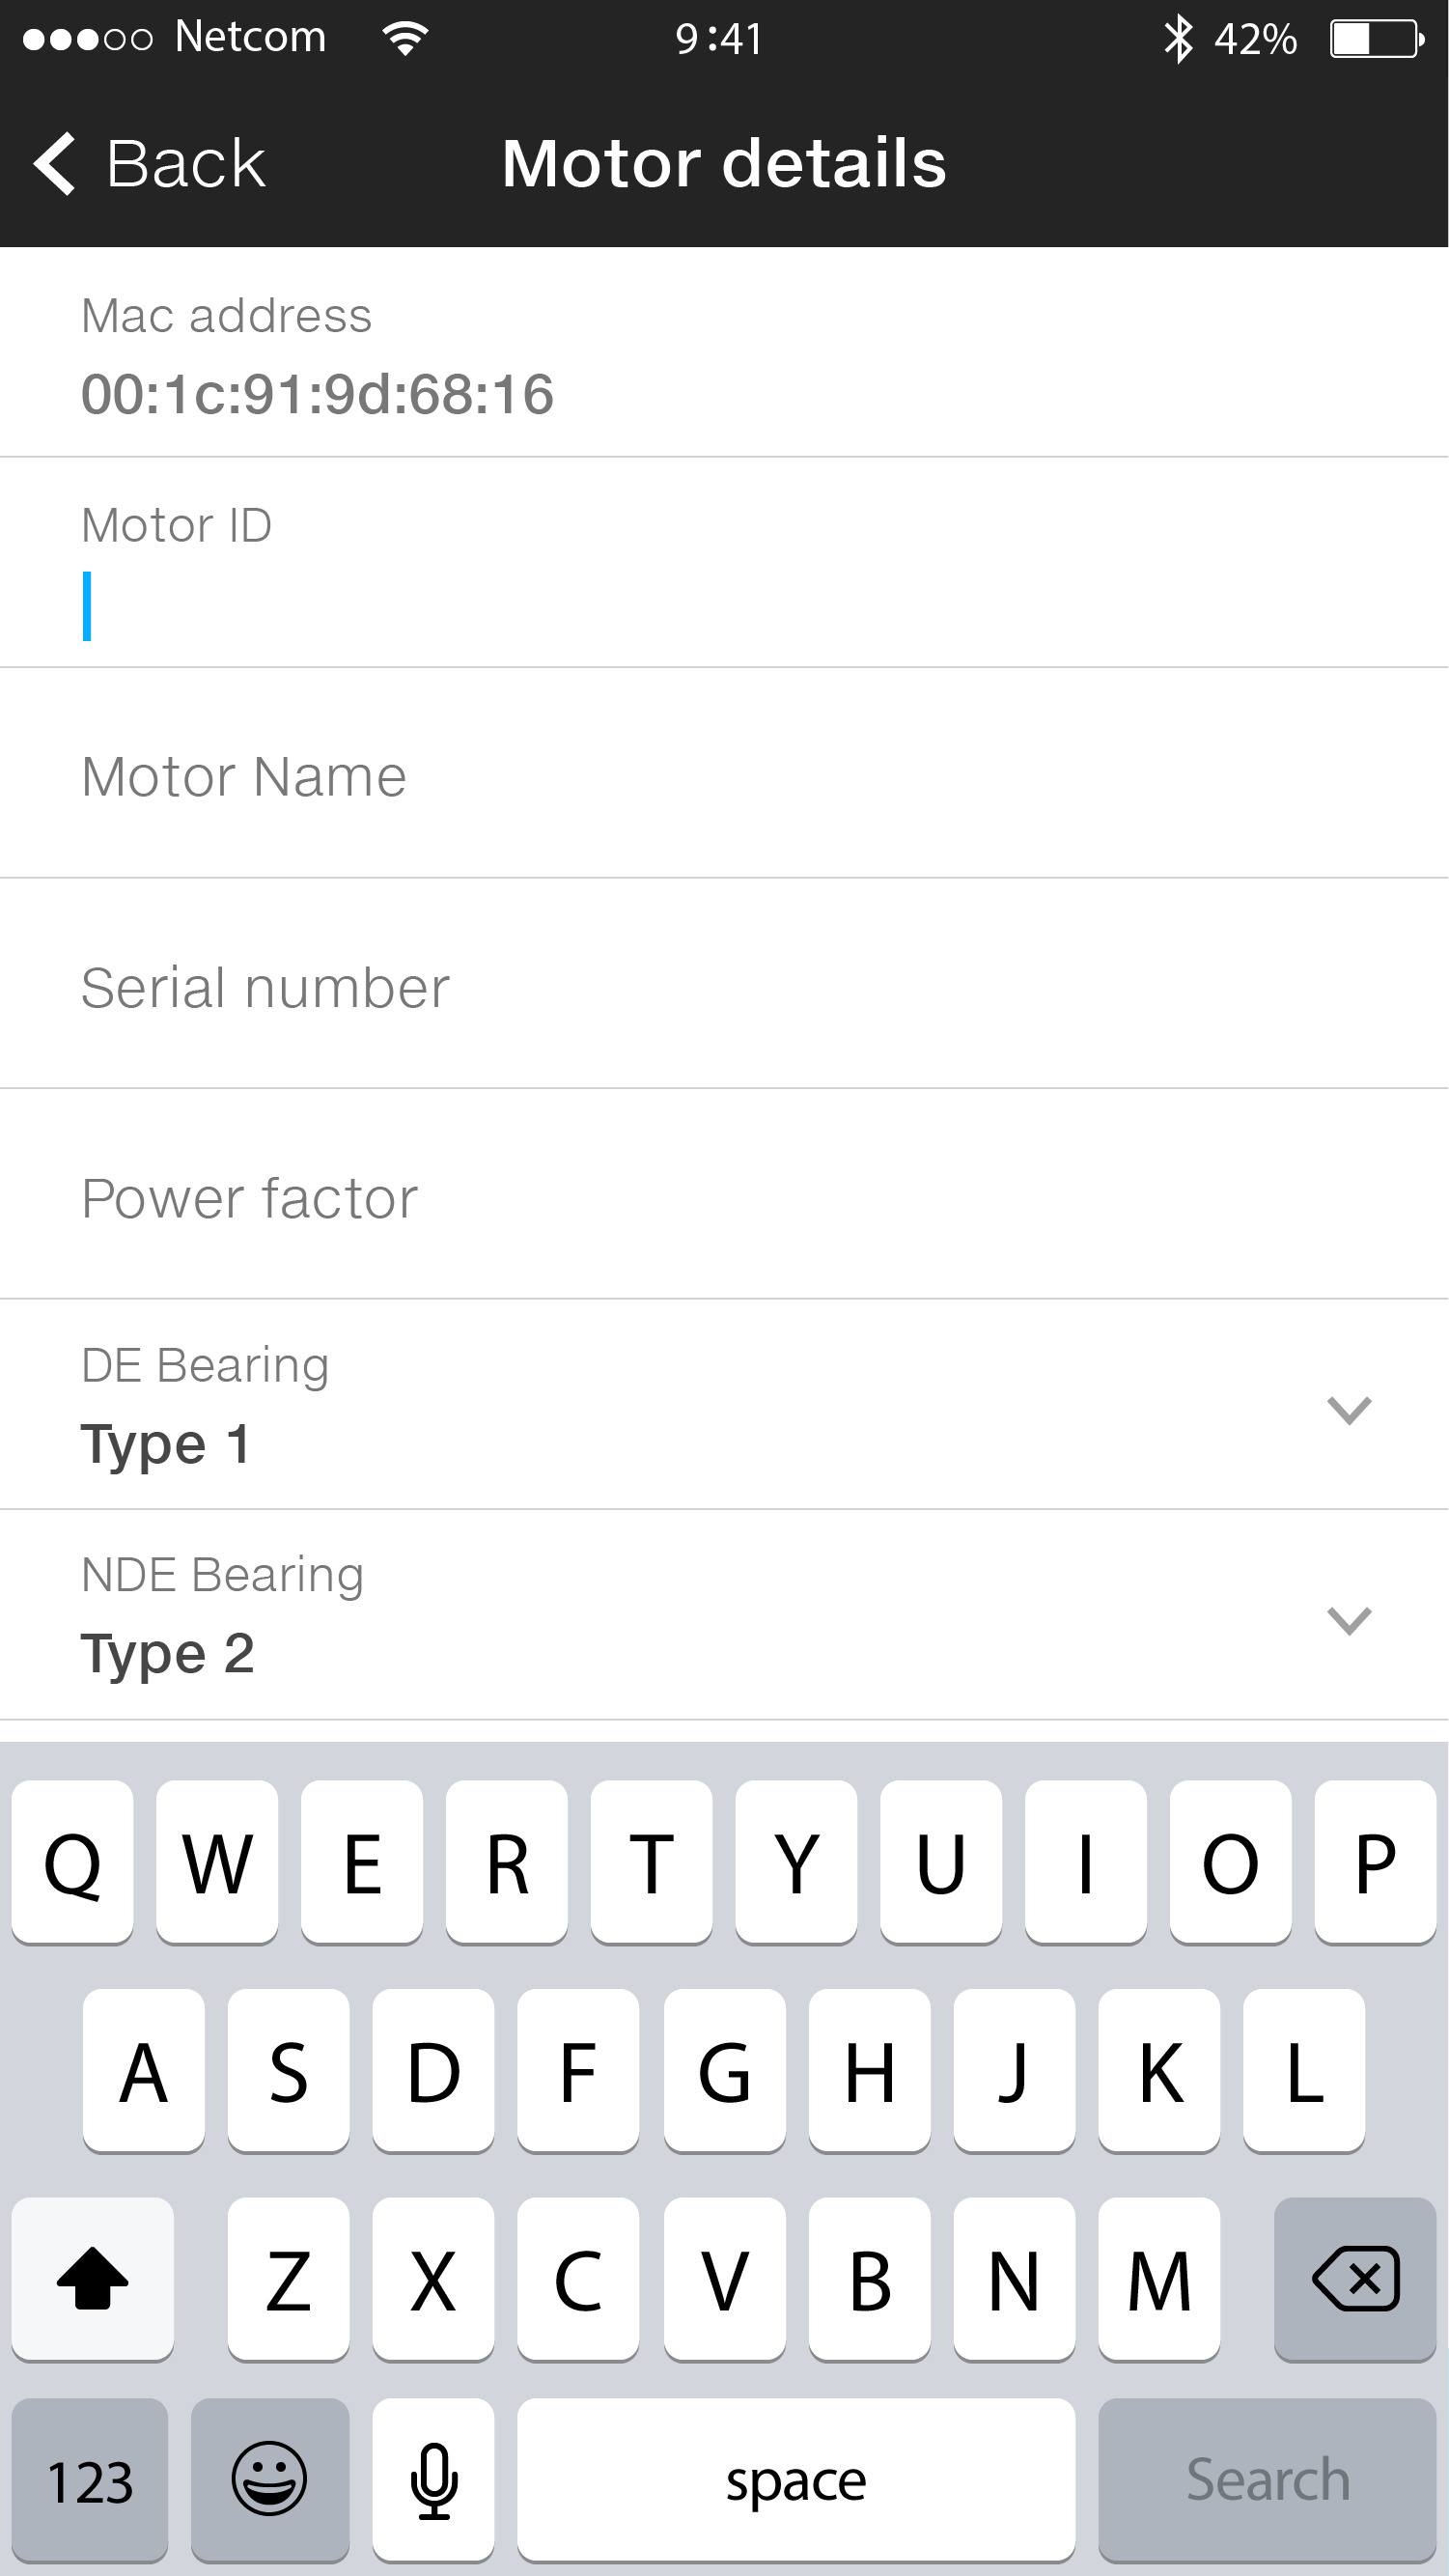 Netcom 9:41 42%
Back Motor details
Mac address
00:1c:91:9d:68:16
Motor ID
Motor Name
Serial number
Power factor
DE Bearing
Type 1
NDE Bearing
Type 2
Q W E R T Y U I O P
A S D F G H J K L
Z X C V B N M
123 space Search